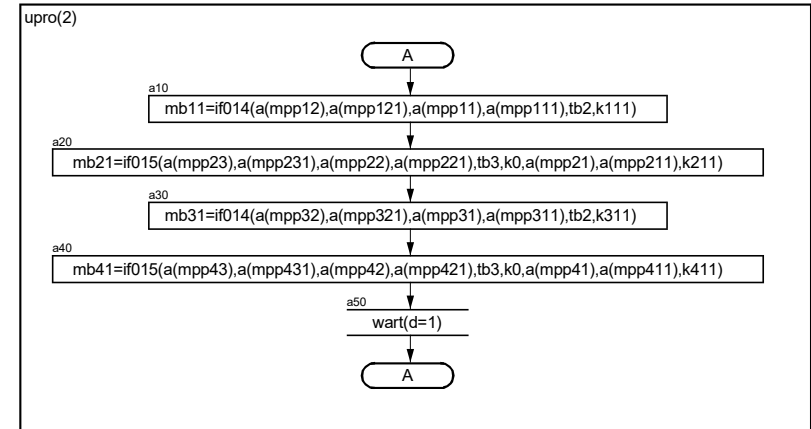 upro(2)
A
a10
mb11=if014(a(mpp12),a(mpp121),a(mpp11),a(mpp111),tb2,k111)
a20
mb21=if015(a(mpp23),a(mpp231),a(mpp22),a(mpp221),tb3,k0,a(mpp21),a(mpp211),k211)
a30
mb31=if014(a(mpp32),a(mpp321),a(mpp31),a(mpp311),tb2,k311)
a40
mb41=if015(a(mpp43),a(mpp431),a(mpp42),a(mpp421),tb3,k0,a(mpp41),a(mpp411),k411)
a50
wart(d=1)
A